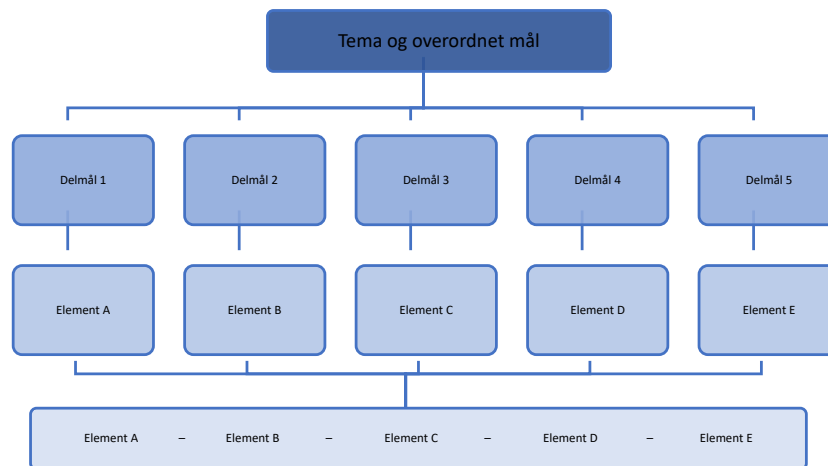 Tema og overordnet mål
Delmål 1
Delmål 2
Delmål 3
Delmål 4
Delmål 5
Element A
Element B
Element C
Element D
Element E
Element A – Element B – Element C – Element D – Element E